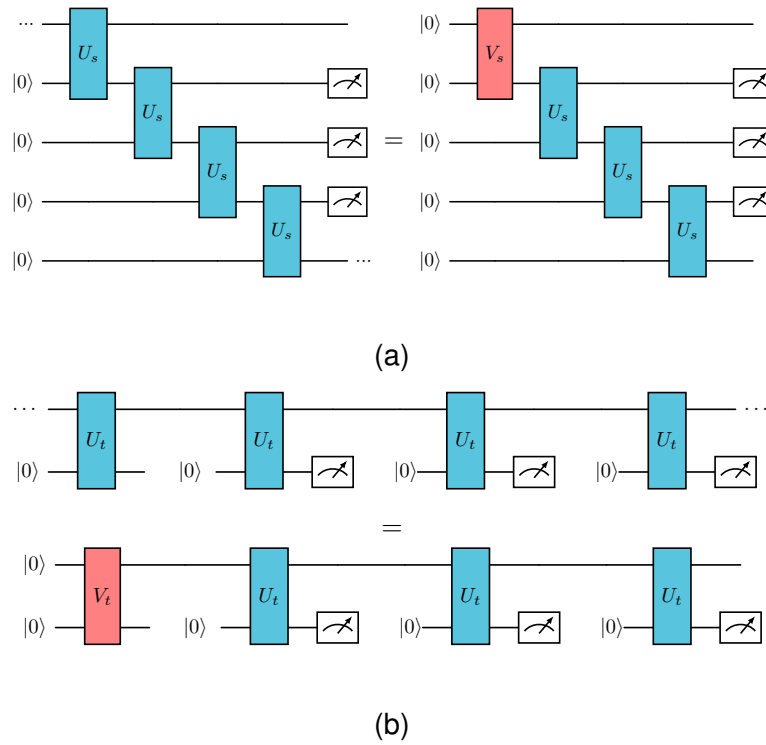 ... U_s |0⟩
V_s
|0⟩ |0⟩
U_s U_s
|0⟩ = |0⟩
U_s U_s
|0⟩ |0⟩
U_s U_s
|0⟩ ... |0⟩
(a)
... ...
U_t U_t U_t U_t
|0⟩ |0⟩ |0⟩ |0⟩
=
|0⟩
V_t U_t U_t U_t
|0⟩ |0⟩ |0⟩ |0⟩
(b)